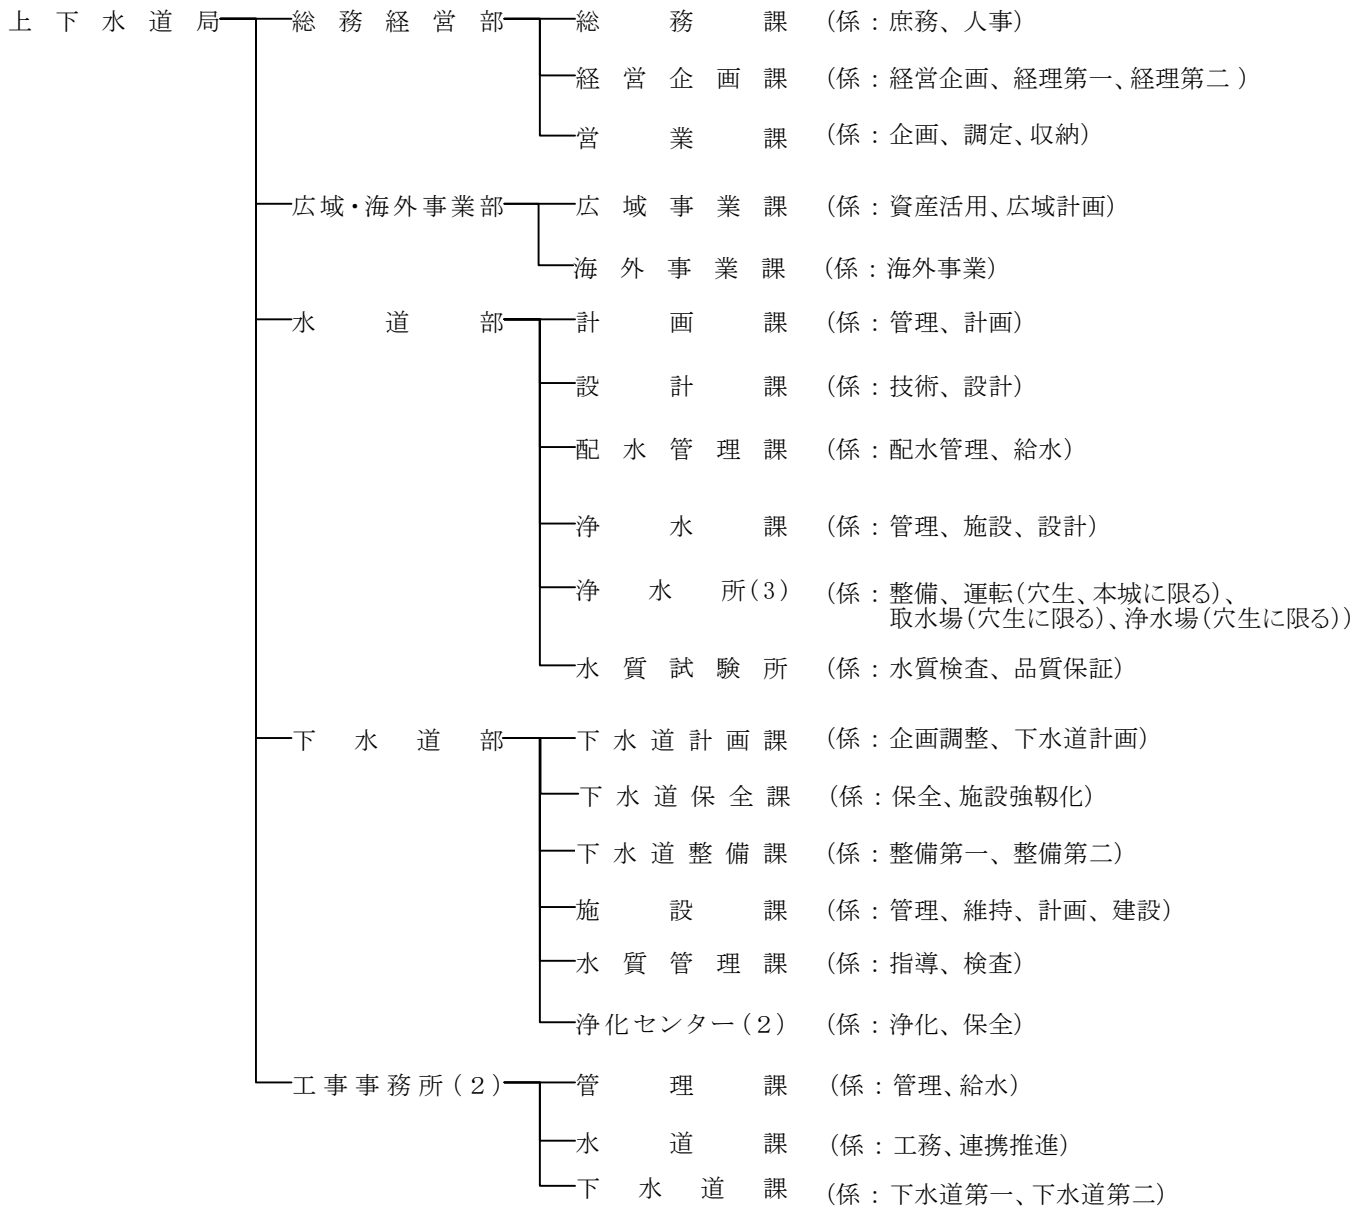 上下水道局 総務経営部 総務課 (係：庶務、人事)
経営企画課 (係：経営企画、経理第一、経理第二)
営業課 (係：企画、調定、収納)
広域・海外事業部 広域事業課 (係：資産活用、広域計画)
海外事業課 (係：海外事業)
水道部 計画課 (係：管理、計画)
設計課 (係：技術、設計)
配水管理課 (係：配水管理、給水)
浄水課 (係：管理、施設、設計)
浄水所(3) (係：整備、運転(穴生、本城に限る)、
取水場(穴生に限る)、浄水場(穴生に限る))
水質試験所 (係：水質検査、品質保証)
下水道部 下水道計画課 (係：企画調整、下水道計画)
下水道保全課 (係：保全、施設強靱化)
下水道整備課 (係：整備第一、整備第二)
施設課 (係：管理、維持、計画、建設)
水質管理課 (係：指導、検査)
浄化センター(2) (係：浄化、保全)
工事事務所(2) 管理課 (係：管理、給水)
水道課 (係：工務、連携推進)
下水道課 (係：下水道第一、下水道第二)